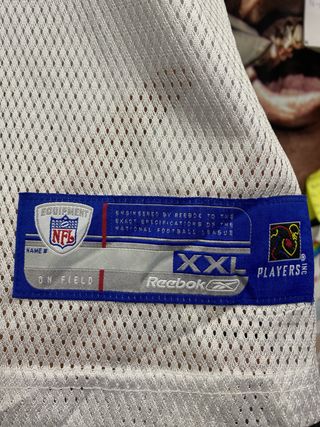 EQUIPMENT
NFL
ENGINEERED BY REEBOK TO THE
EXACT SPECIFICATIONS OF THE
NATIONAL FOOTBALL LEAGUE
NAME #
XXL
ON FIELD
Reebok
PLAYERS INC